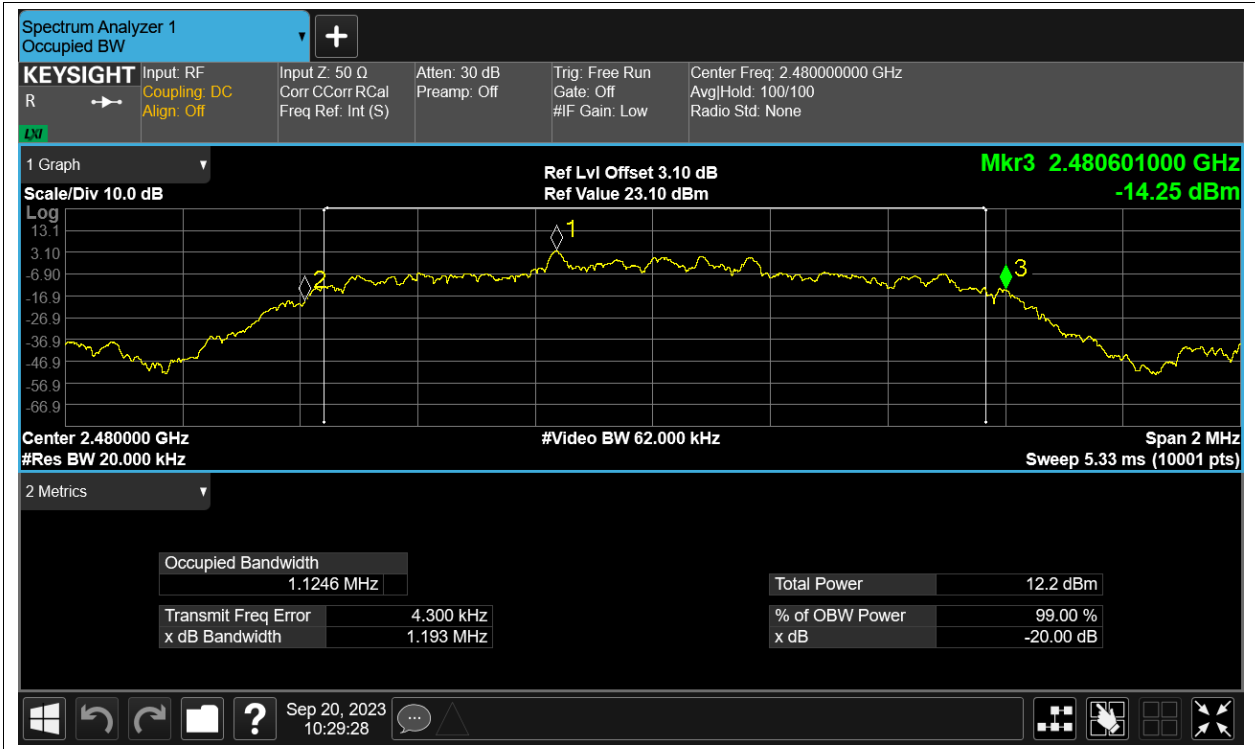 Spectrum Analyzer 1
Occupied BW
KEYSIGHT
R
LXI
Input: RF
Coupling: DC
Align: Off
Input Z: 50 Ω
Corr CCorr RCal
Freq Ref: Int (S)
Atten: 30 dB
Preamp: Off
Trig: Free Run
Gate: Off
#IF Gain: Low
Center Freq: 2.480000000 GHz
Avg|Hold: 100/100
Radio Std: None
1 Graph
Scale/Div 10.0 dB
Ref Lvl Offset 3.10 dB
Ref Value 23.10 dBm
Mkr3 2.480601000 GHz
-14.25 dBm
Log
13.1
3.10
-6.90
-16.9
-26.9
-36.9
-46.9
-56.9
-66.9
1
2
3
Center 2.480000 GHz
#Res BW 20.000 kHz
#Video BW 62.000 kHz
Span 2 MHz
Sweep 5.33 ms (10001 pts)
2 Metrics
Occupied Bandwidth
1.1246 MHz
Transmit Freq Error 4.300 kHz
x dB Bandwidth 1.193 MHz
Total Power 12.2 dBm
% of OBW Power 99.00 %
x dB -20.00 dB
?
Sep 20, 2023
10:29:28